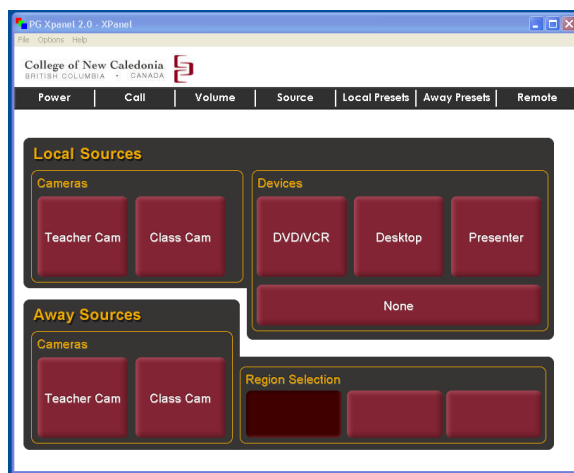 PG Xpanel 2.0 - XPanel
File Options Help
College of New Caledonia
BRITISH COLUMBIA • CANADA
Power Call Volume Source Local Presets Away Presets Remote
Local Sources
Cameras
Teacher Cam Class Cam
Devices
DVD/VCR Desktop Presenter
None
Away Sources
Cameras
Teacher Cam Class Cam
Region Selection